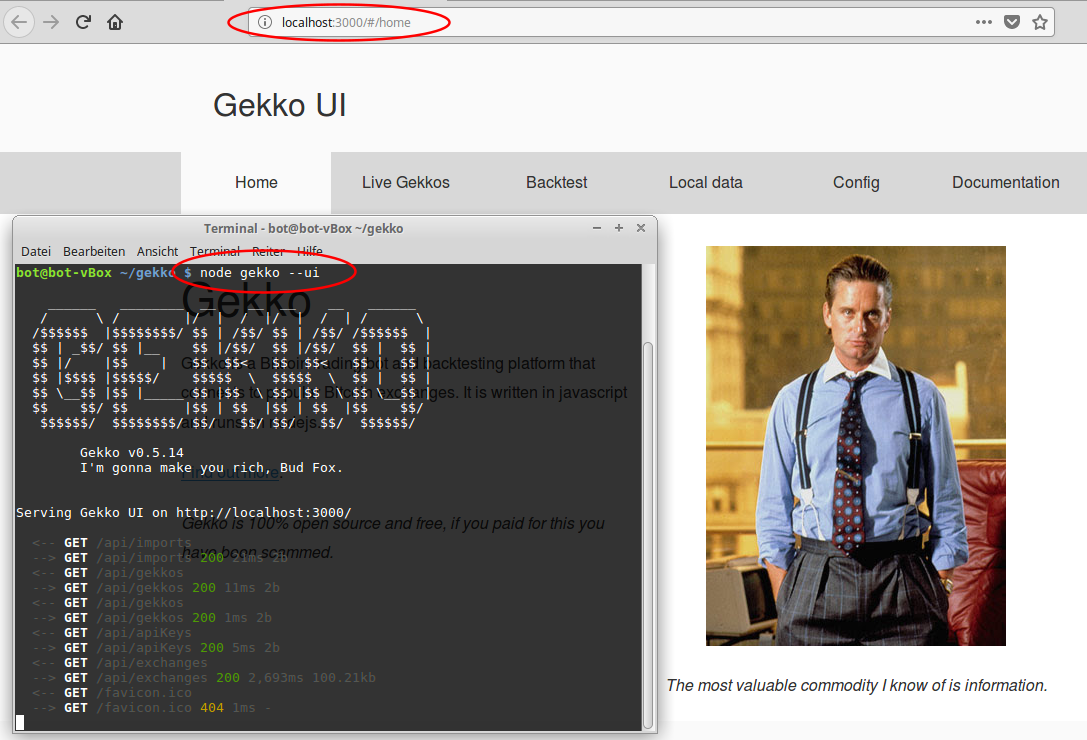 localhost:3000/#/home
Gekko UI
Home Live Gekkos Backtest Local data Config Documentation
Terminal - bot@bot-vBox ~/gekko
Datei Bearbeiten Ansicht Terminal Reiter Hilfe
bot@bot-vBox ~/gekko $ node gekko --ui
Gekko
Gekko is a Bitcoin trading bot and backtesting platform that
connects to popular Bitcoin exchanges. It is written in javascript
and runs on nodejs.
Gekko v0.5.14
I'm gonna make you rich, Bud Fox.
Find out more.
Serving Gekko UI on http://localhost:3000/
Gekko is 100% open source and free, if you paid for this you
have been scammed.
<-- GET /api/imports
--> GET /api/imports 200 21ms 2b
<-- GET /api/gekkos
--> GET /api/gekkos 200 11ms 2b
<-- GET /api/gekkos
--> GET /api/gekkos 200 1ms 2b
<-- GET /api/apiKeys
--> GET /api/apiKeys 200 5ms 2b
<-- GET /api/exchanges
--> GET /api/exchanges 200 2,693ms 100.21kb
<-- GET /favicon.ico
--> GET /favicon.ico 404 1ms -
The most valuable commodity I know of is information.